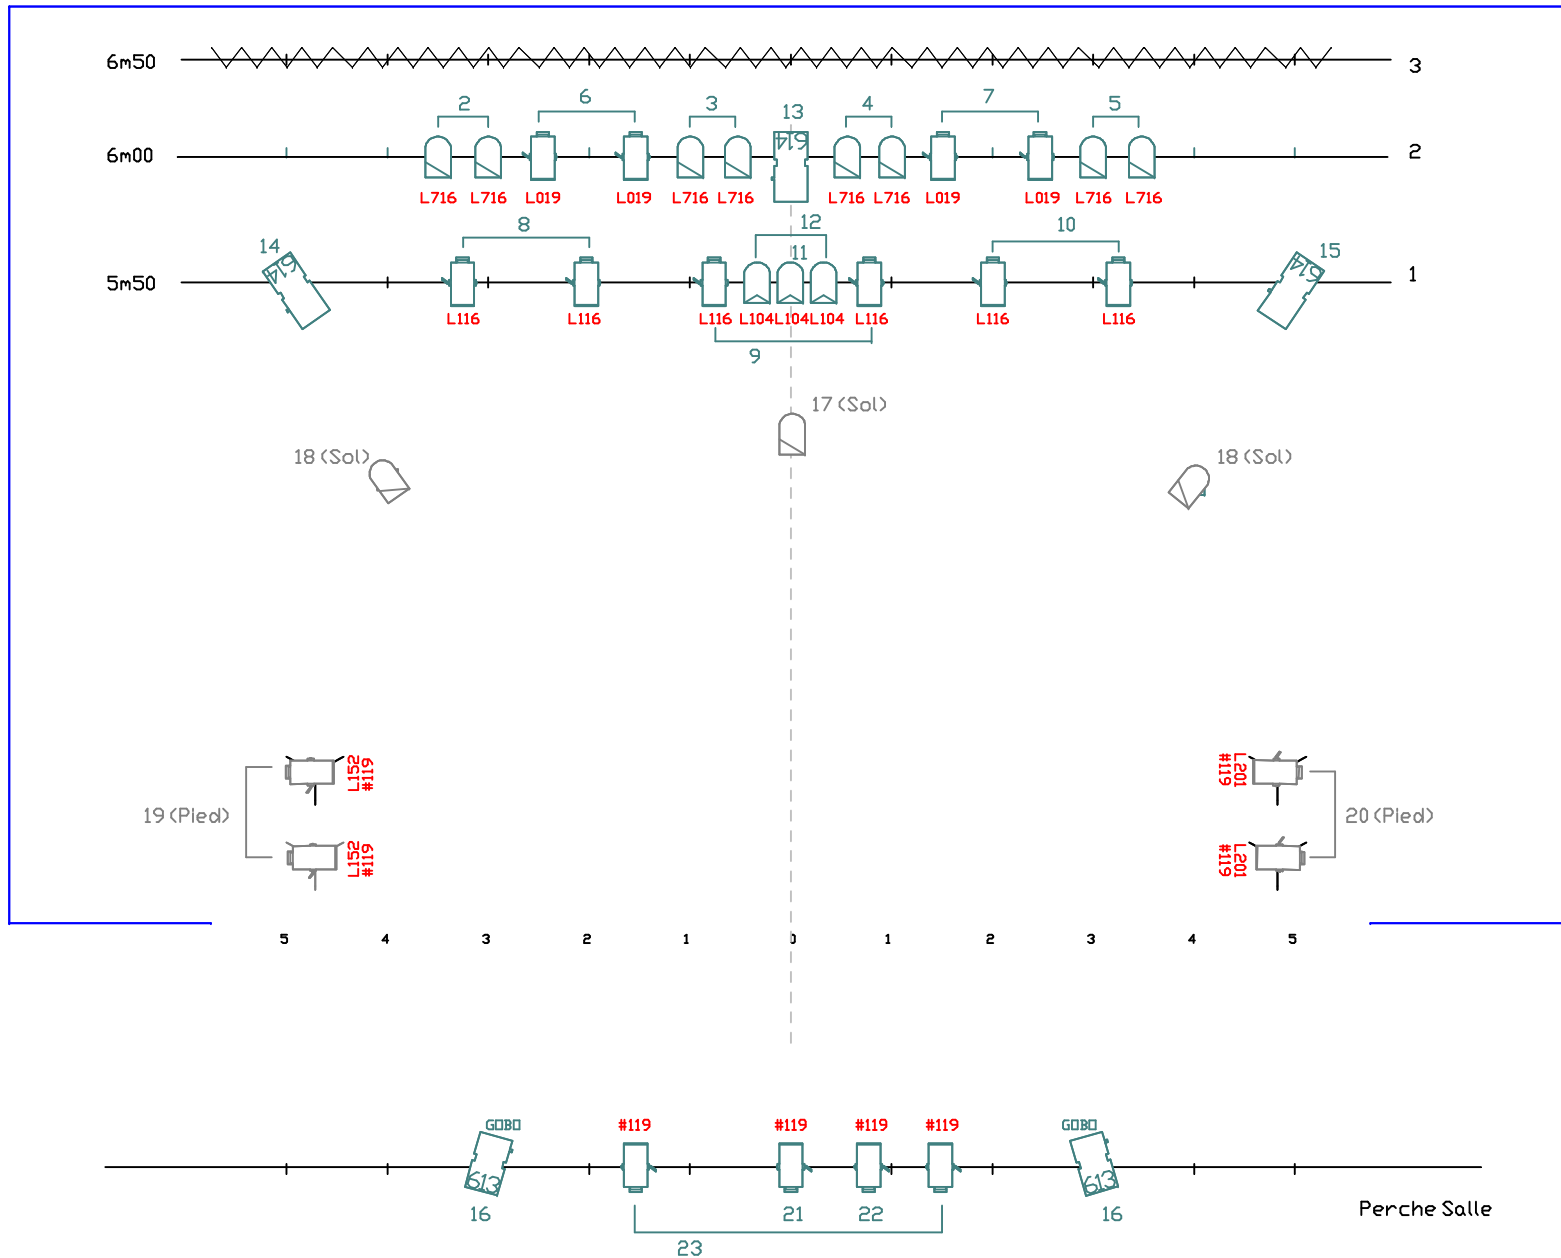 6m50 3
2 6 3 13 4 7 5
614
6m00 2
L716 L716 L019 L019 L716 L716 L716 L716 L019 L019 L716 L716
14 8 12 10 15
11
614 614
5m50 1
L116 L116 L116 L104 L104 L104 L116 L116 L116
9
17 (Sol)
18 (Sol) 18 (Sol)
L152 #119 #119 L201
19 (Pied) 20 (Pied)
L152 #119 #119 L201
5 4 3 2 1 0 1 2 3 4 5
GOBO #119 #119 #119 #119 GOBO
613 613
16 21 22 16
Perche Salle
23